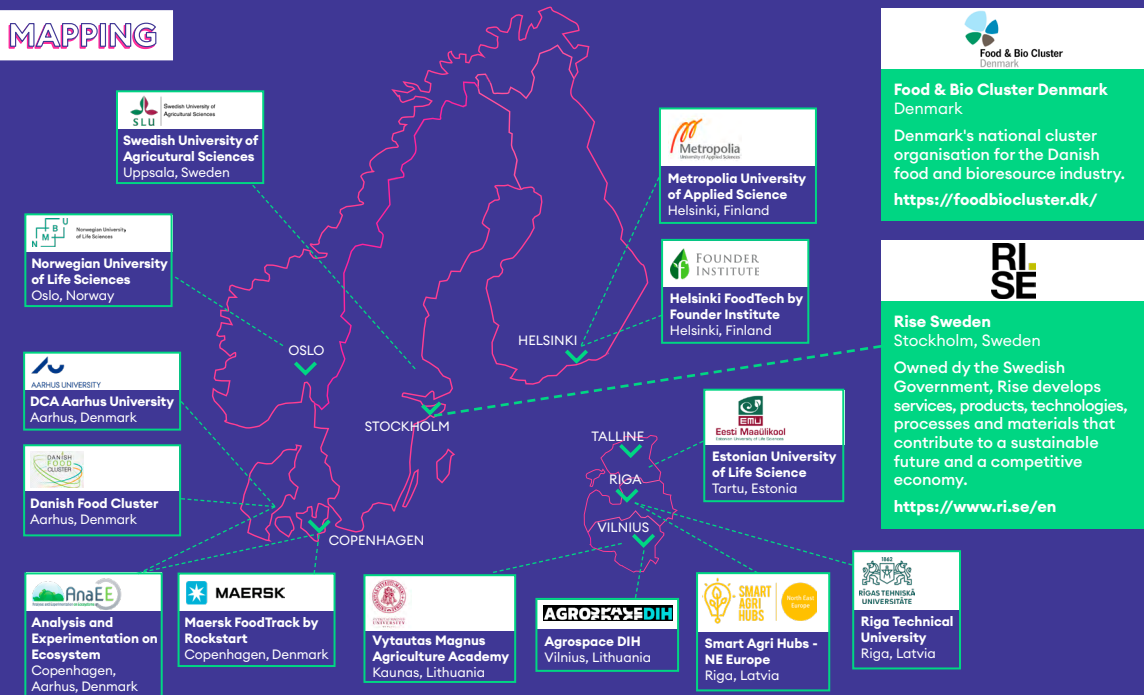 MAPPING
SLU
Swedish University of
Agricultural Sciences
Swedish University of
Agricutural Sciences
Uppsala, Sweden
N M B U
Norwegian University
of Life Sciences
Norwegian University
of Life Sciences
Oslo, Norway
AARHUS UNIVERSITY
DCA Aarhus University
Aarhus, Denmark
DANISH
FOOD
CLUSTER
Danish Food Cluster
Aarhus, Denmark
AnaEE
Analysis and
Experimentation on
Ecosystem
Copenhagen,
Aarhus, Denmark
MAERSK
Maersk FoodTrack by
Rockstart
Copenhagen, Denmark
OSLO
STOCKHOLM
COPENHAGEN
HELSINKI
TALLINE
RIGA
VILNIUS
Metropolia
University of Applied Sciences
Metropolia University
of Applied Science
Helsinki, Finland
FOUNDER
INSTITUTE
Helsinki FoodTech by
Founder Institute
Helsinki, Finland
EMU
Eesti Maaülikool
Estonian University of Life Sciences
Estonian University
of Life Science
Tartu, Estonia
Vytautas Magnus
Agriculture Academy
Kaunas, Lithuania
AGROSPACEDIH
Agrospace DIH
Vilnius, Lithuania
SMART
AGRI
HUBS
North East
Europe
Smart Agri Hubs -
NE Europe
Riga, Latvia
1862
RĪGAS TEHNISKĀ
UNIVERSITĀTE
Riga Technical
University
Riga, Latvia
Food & Bio Cluster
Denmark
Food & Bio Cluster Denmark
Denmark
Denmark's national cluster
organisation for the Danish
food and bioresource industry.
https://foodbiocluster.dk/
RI.
SE
Rise Sweden
Stockholm, Sweden
Owned dy the Swedish
Government, Rise develops
services, products, technologies,
processes and materials that
contribute to a sustainable
future and a competitive
economy.
https://www.ri.se/en